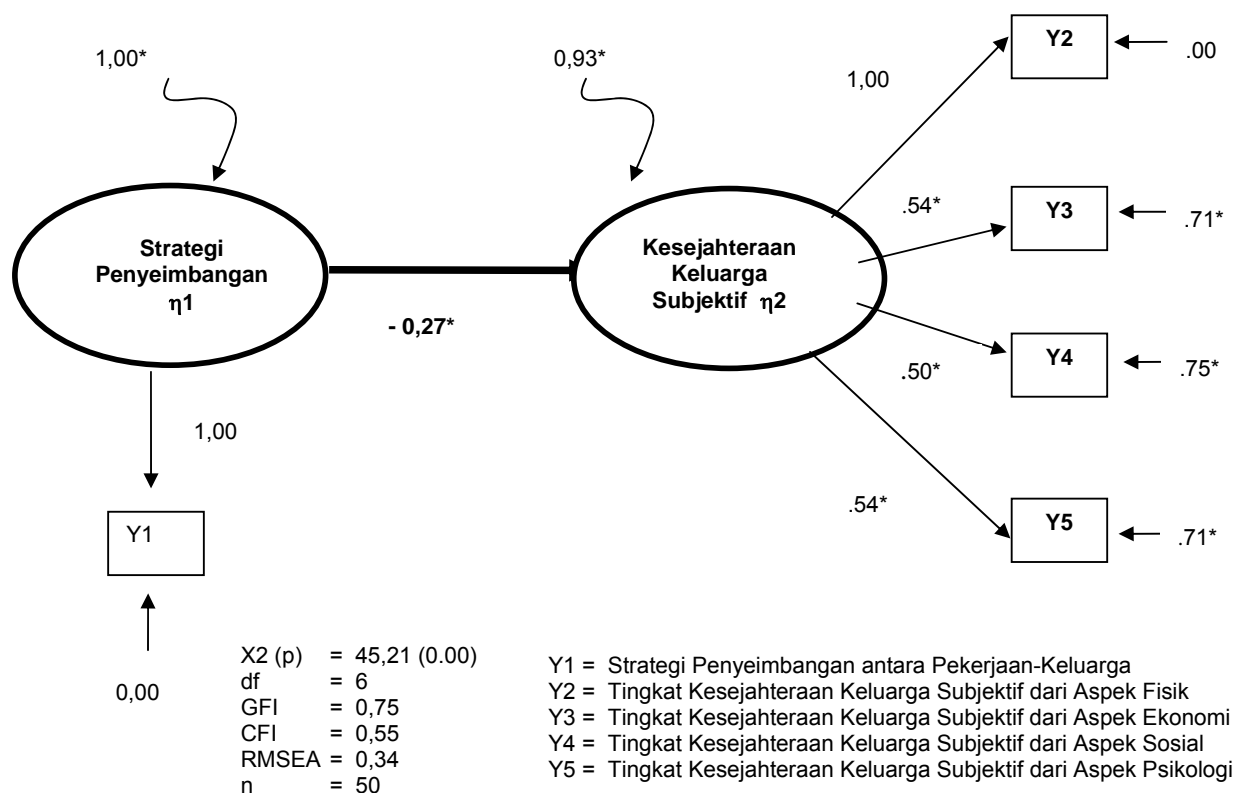 1,00*
0,93*
1,00
Y2
.00
Strategi
Penyeimbangan
η1
- 0,27*
Kesejahteraan
Keluarga
Subjektif η2
.54*
Y3
.71*
.50*
Y4
.75*
.54*
Y5
.71*
1,00
Y1
0,00
X2 (p) = 45,21 (0.00)
df = 6
GFI = 0,75
CFI = 0,55
RMSEA = 0,34
n = 50
Y1 = Strategi Penyeimbangan antara Pekerjaan-Keluarga
Y2 = Tingkat Kesejahteraan Keluarga Subjektif dari Aspek Fisik
Y3 = Tingkat Kesejahteraan Keluarga Subjektif dari Aspek Ekonomi
Y4 = Tingkat Kesejahteraan Keluarga Subjektif dari Aspek Sosial
Y5 = Tingkat Kesejahteraan Keluarga Subjektif dari Aspek Psikologi